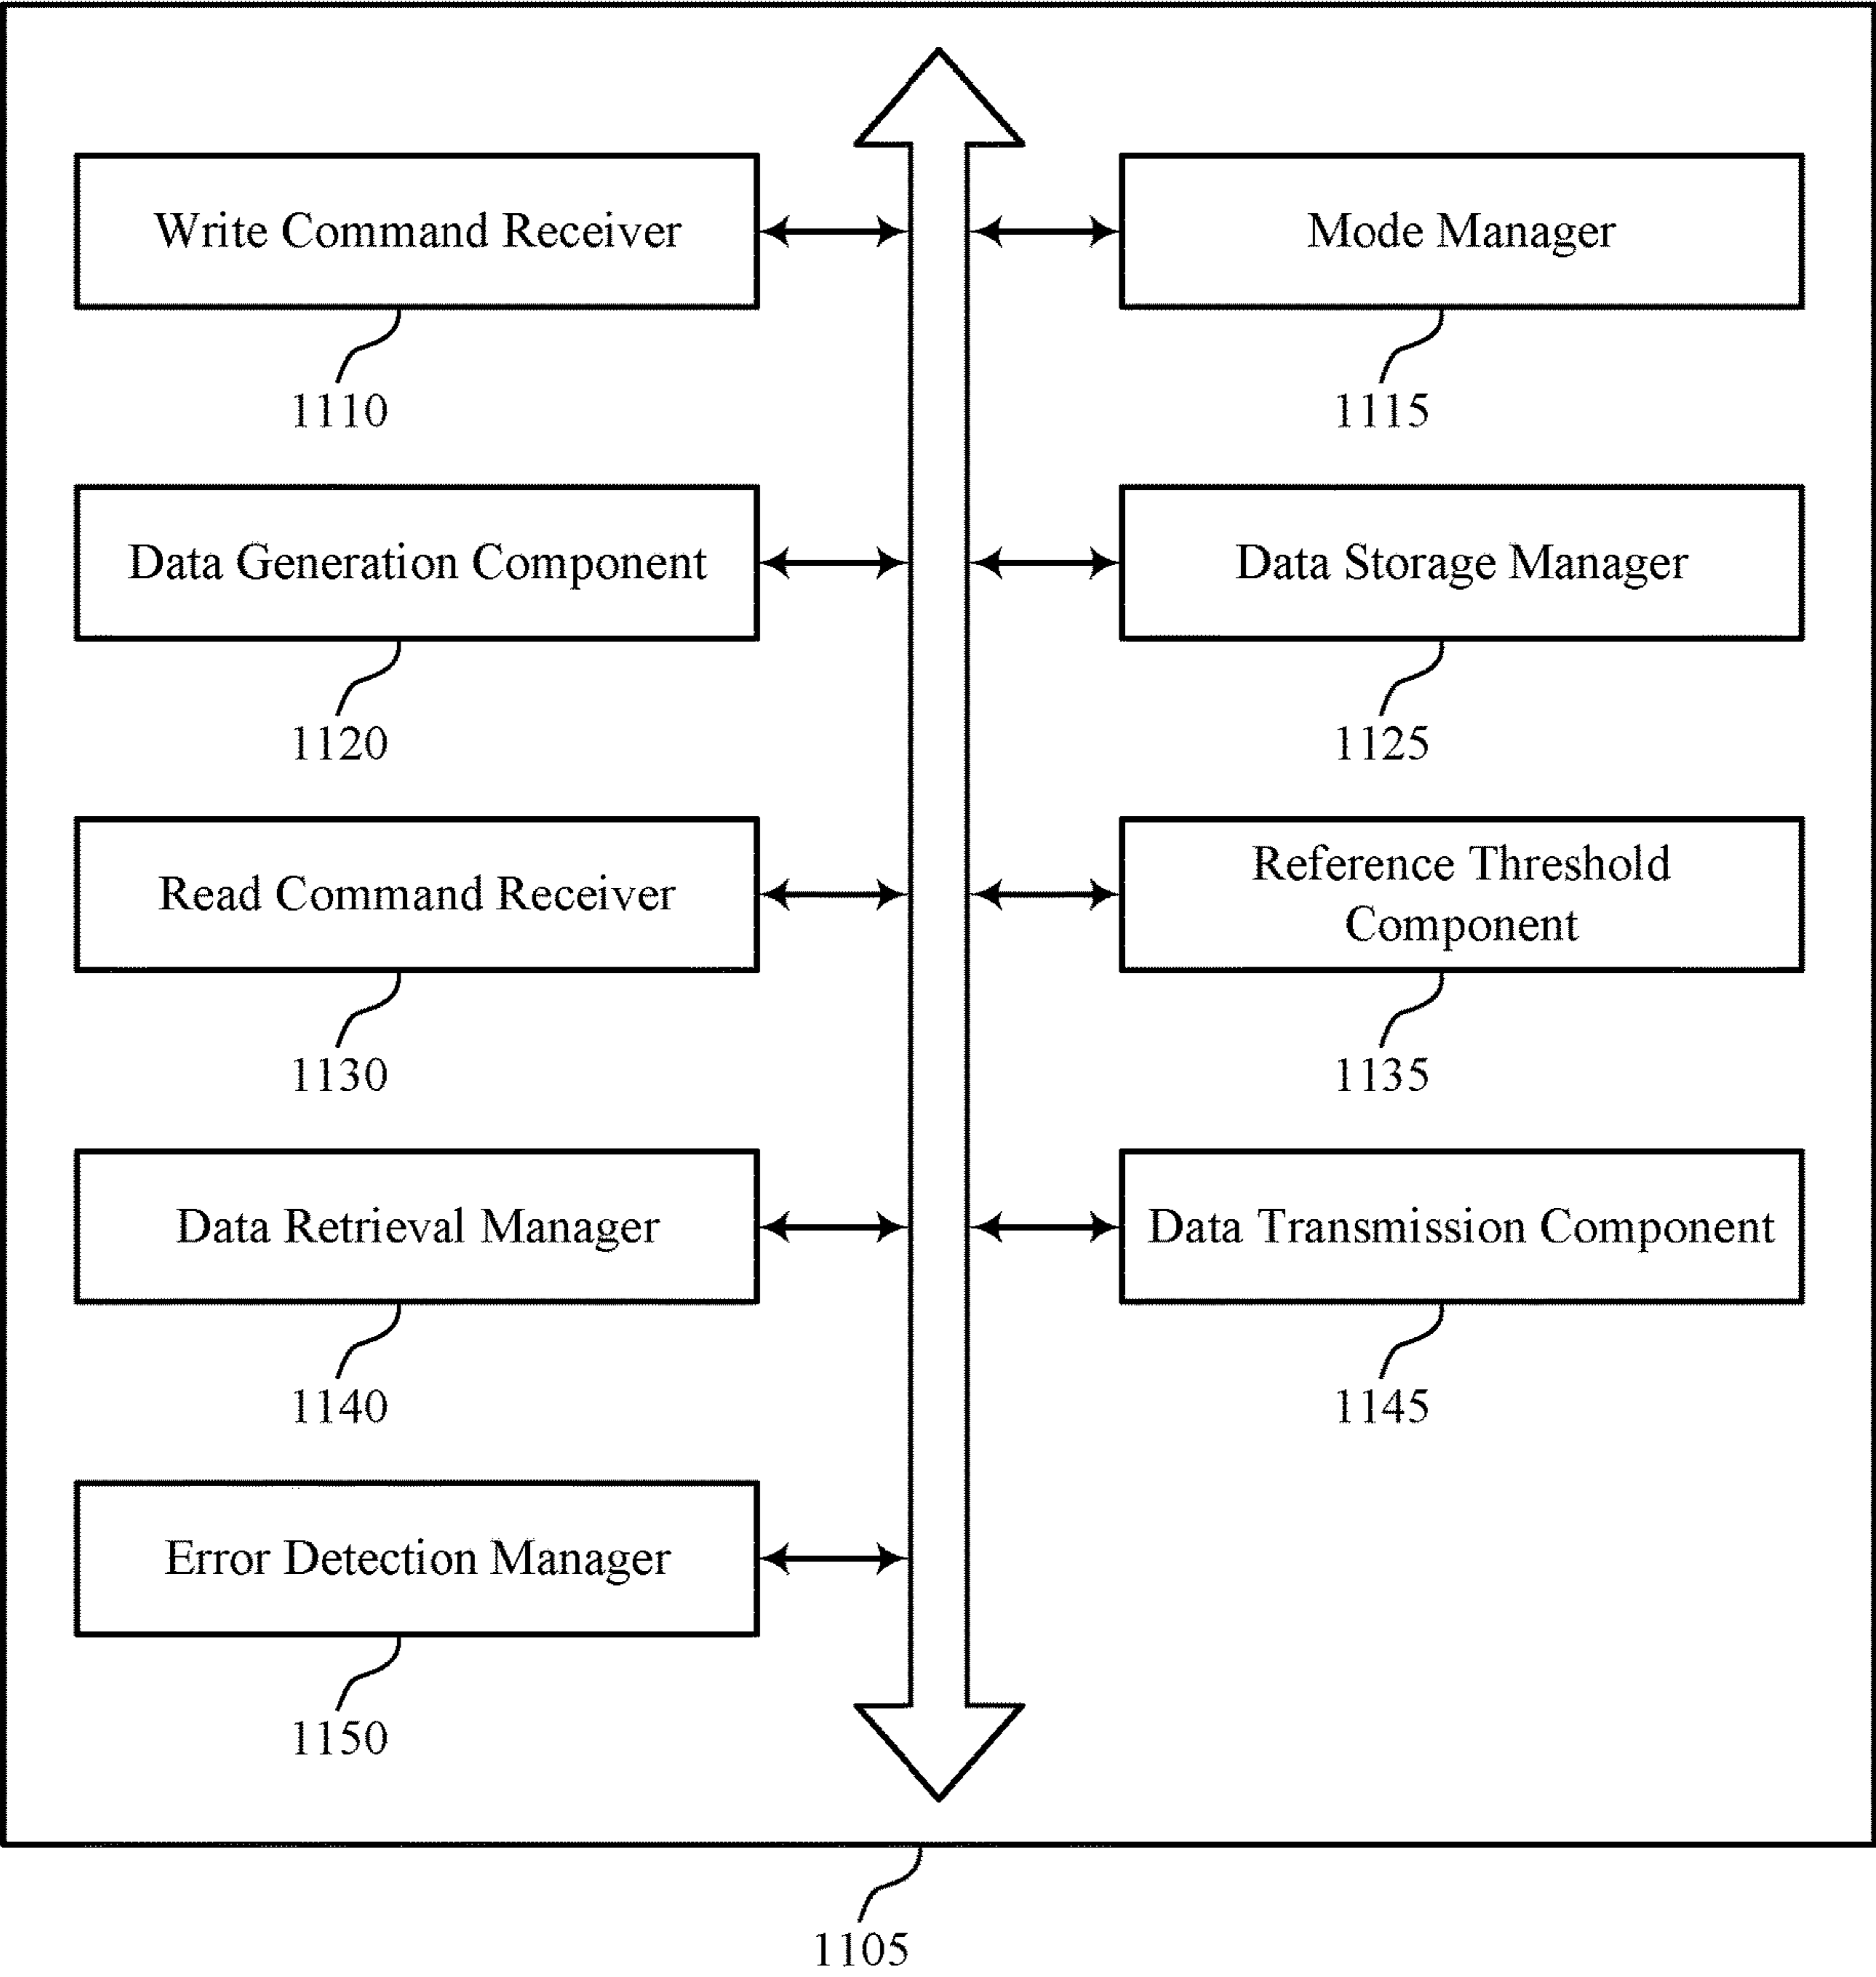 Write Command Receiver
1110
Mode Manager
1115
Data Generation Component
1120
Data Storage Manager
1125
Read Command Receiver
1130
Reference Threshold
Component
1135
Data Retrieval Manager
1140
Data Transmission Component
1145
Error Detection Manager
1150
1105